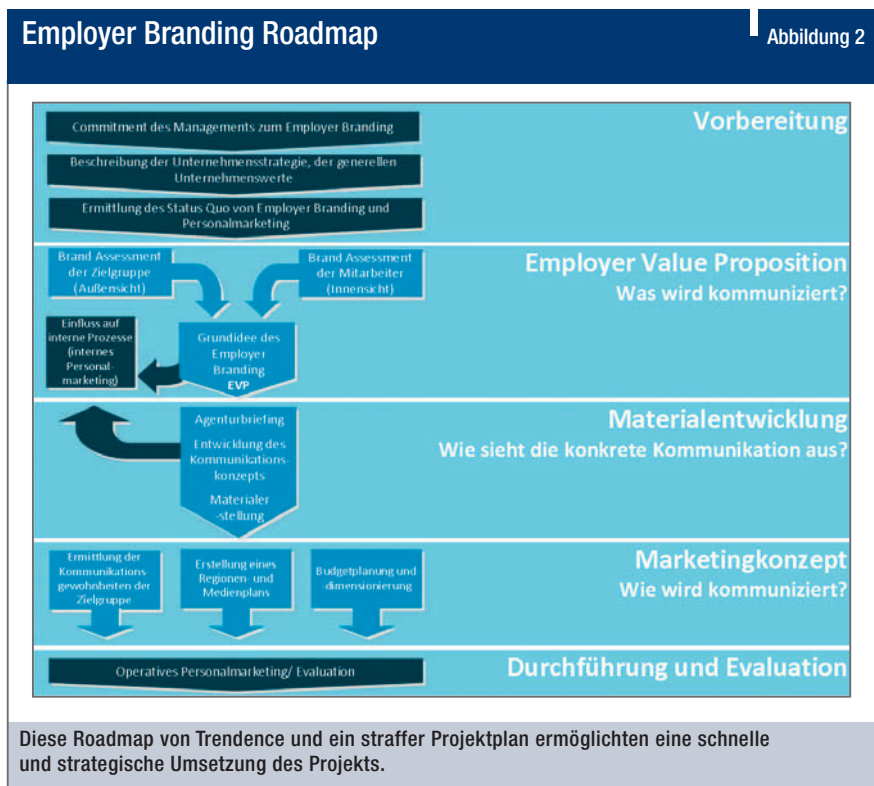 Employer Branding Roadmap
Abbildung 2
Commitment des Managements zum Employer Branding
Beschreibung der Unternehmensstrategie, der generellen
Unternehmenswerte
Ermittlung des Status Quo von Employer Branding und
Personalmarketing
Vorbereitung
Brand Assessment
der Zielgruppe
(Außensicht)
Brand Assessment
der Mitarbeiter
(Innensicht)
Employer Value Proposition
Was wird kommuniziert?
Einfluss auf
interne Prozesse
(internes
Personal-
marketing)
Grundidee des
Employer
Branding
EVP
Agenturbriefing
Entwicklung des
Kommunikations-
konzepts
Materialer
-stellung
Materialentwicklung
Wie sieht die konkrete Kommunikation aus?
Ermittlung der
Kommunikations
gewohnheiten der
Zielgruppe
Erstellung eines
Regionen- und
Medienplans
Budgetplanung und
-dimensionierung
Marketingkonzept
Wie wird kommuniziert?
Operatives Personalmarketing/ Evaluation
Durchführung und Evaluation
Diese Roadmap von Trendence und ein straffer Projektplan ermöglichten eine schnelle
und strategische Umsetzung des Projekts.